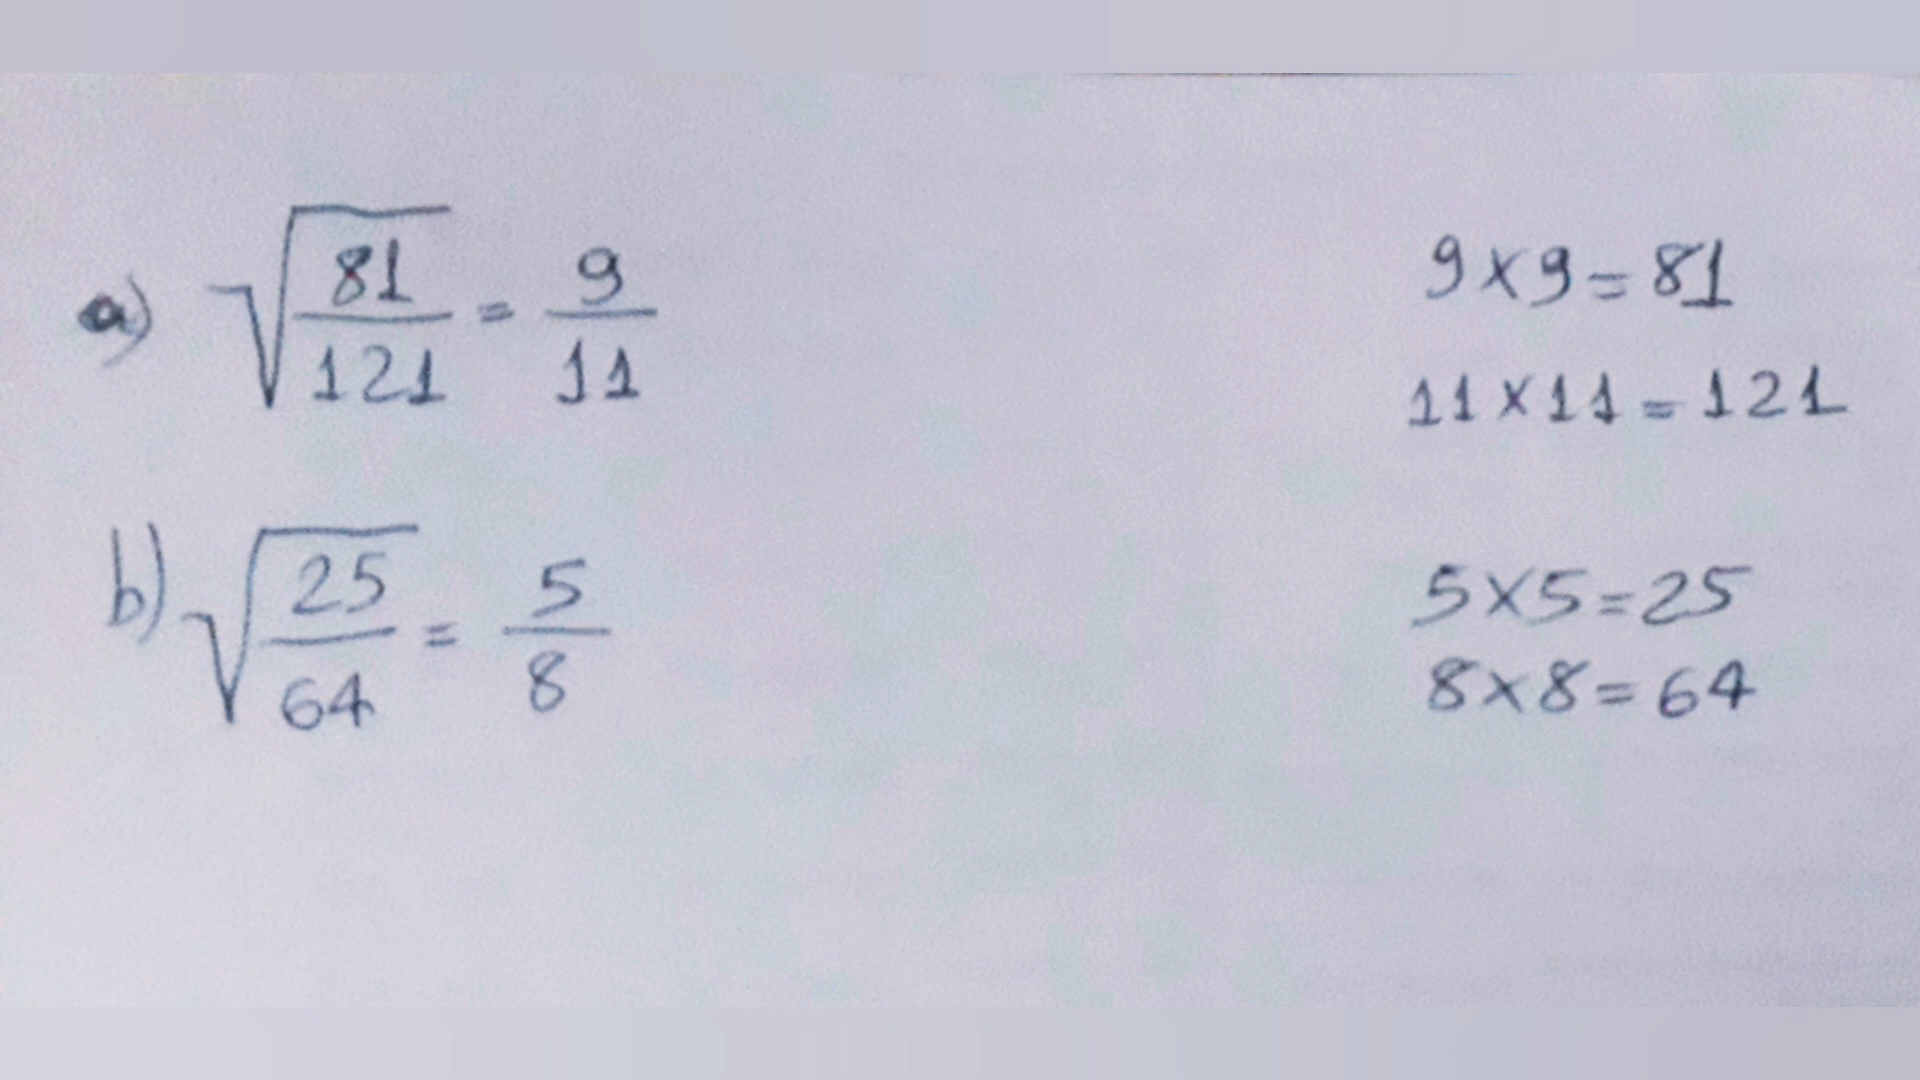 a) √(81/121) = 9/11
9×9=81
11×11=121
b) √(25/64) = 5/8
5×5=25
8×8=64